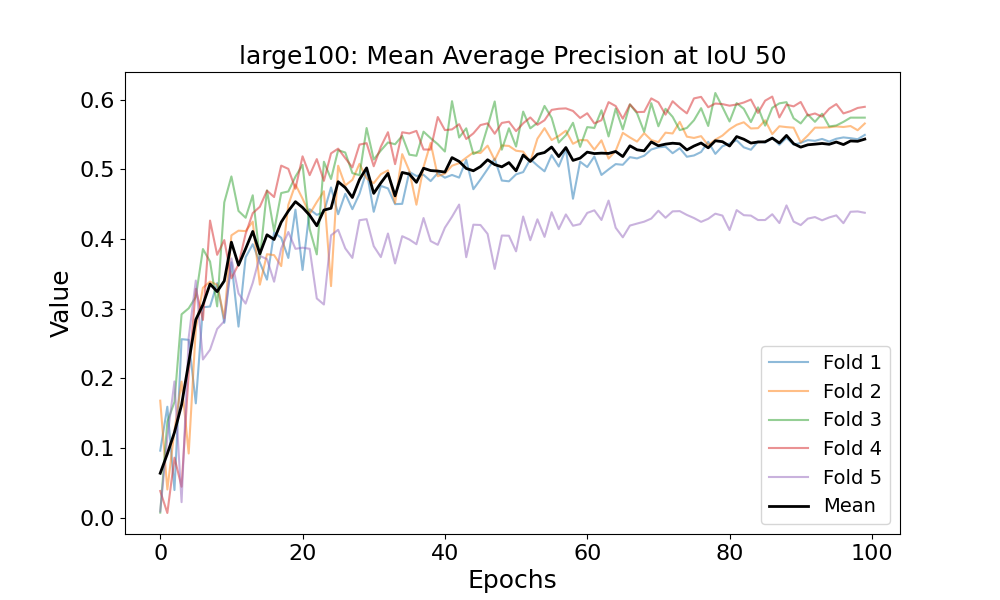 large100: Mean Average Precision at IoU 50
Value
0.6
0.5
0.4
0.3
0.2
0.1
0.0
Fold 1
Fold 2
Fold 3
Fold 4
Fold 5
Mean
0 20 40 60 80 100
Epochs